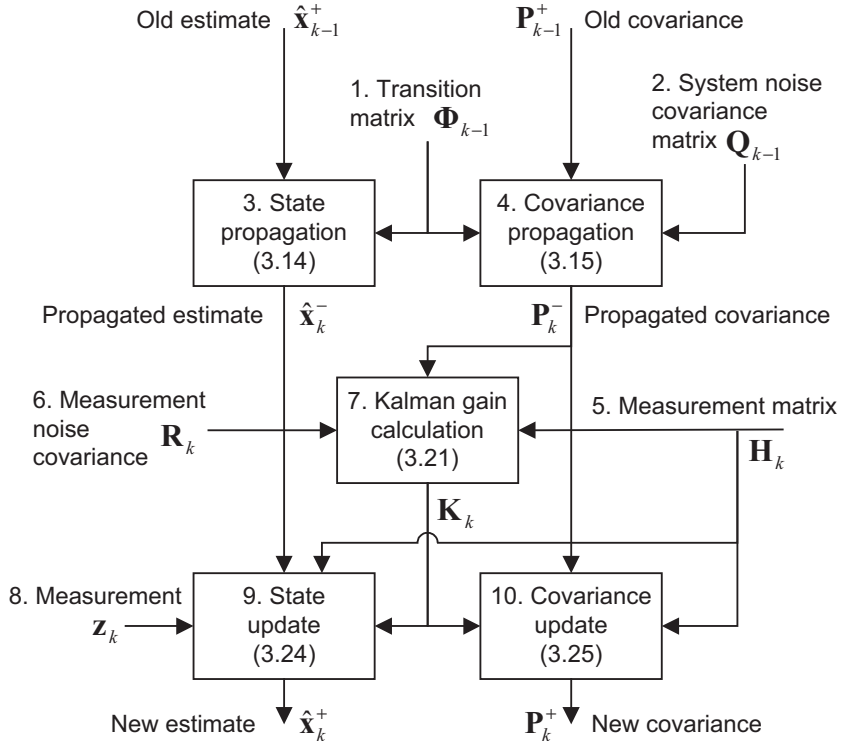 Old estimate x̂⁺ₖ₋₁
P⁺ₖ₋₁ Old covariance
1. Transition
matrix Φₖ₋₁
2. System noise
covariance
matrix Qₖ₋₁
3. State
propagation
(3.14)
4. Covariance
propagation
(3.15)
Propagated estimate x̂⁻ₖ
P⁻ₖ Propagated covariance
6. Measurement
noise
covariance Rₖ
7. Kalman gain
calculation
(3.21)
5. Measurement matrix
Hₖ
Kₖ
8. Measurement
zₖ
9. State
update
(3.24)
10. Covariance
update
(3.25)
New estimate x̂⁺ₖ
P⁺ₖ New covariance